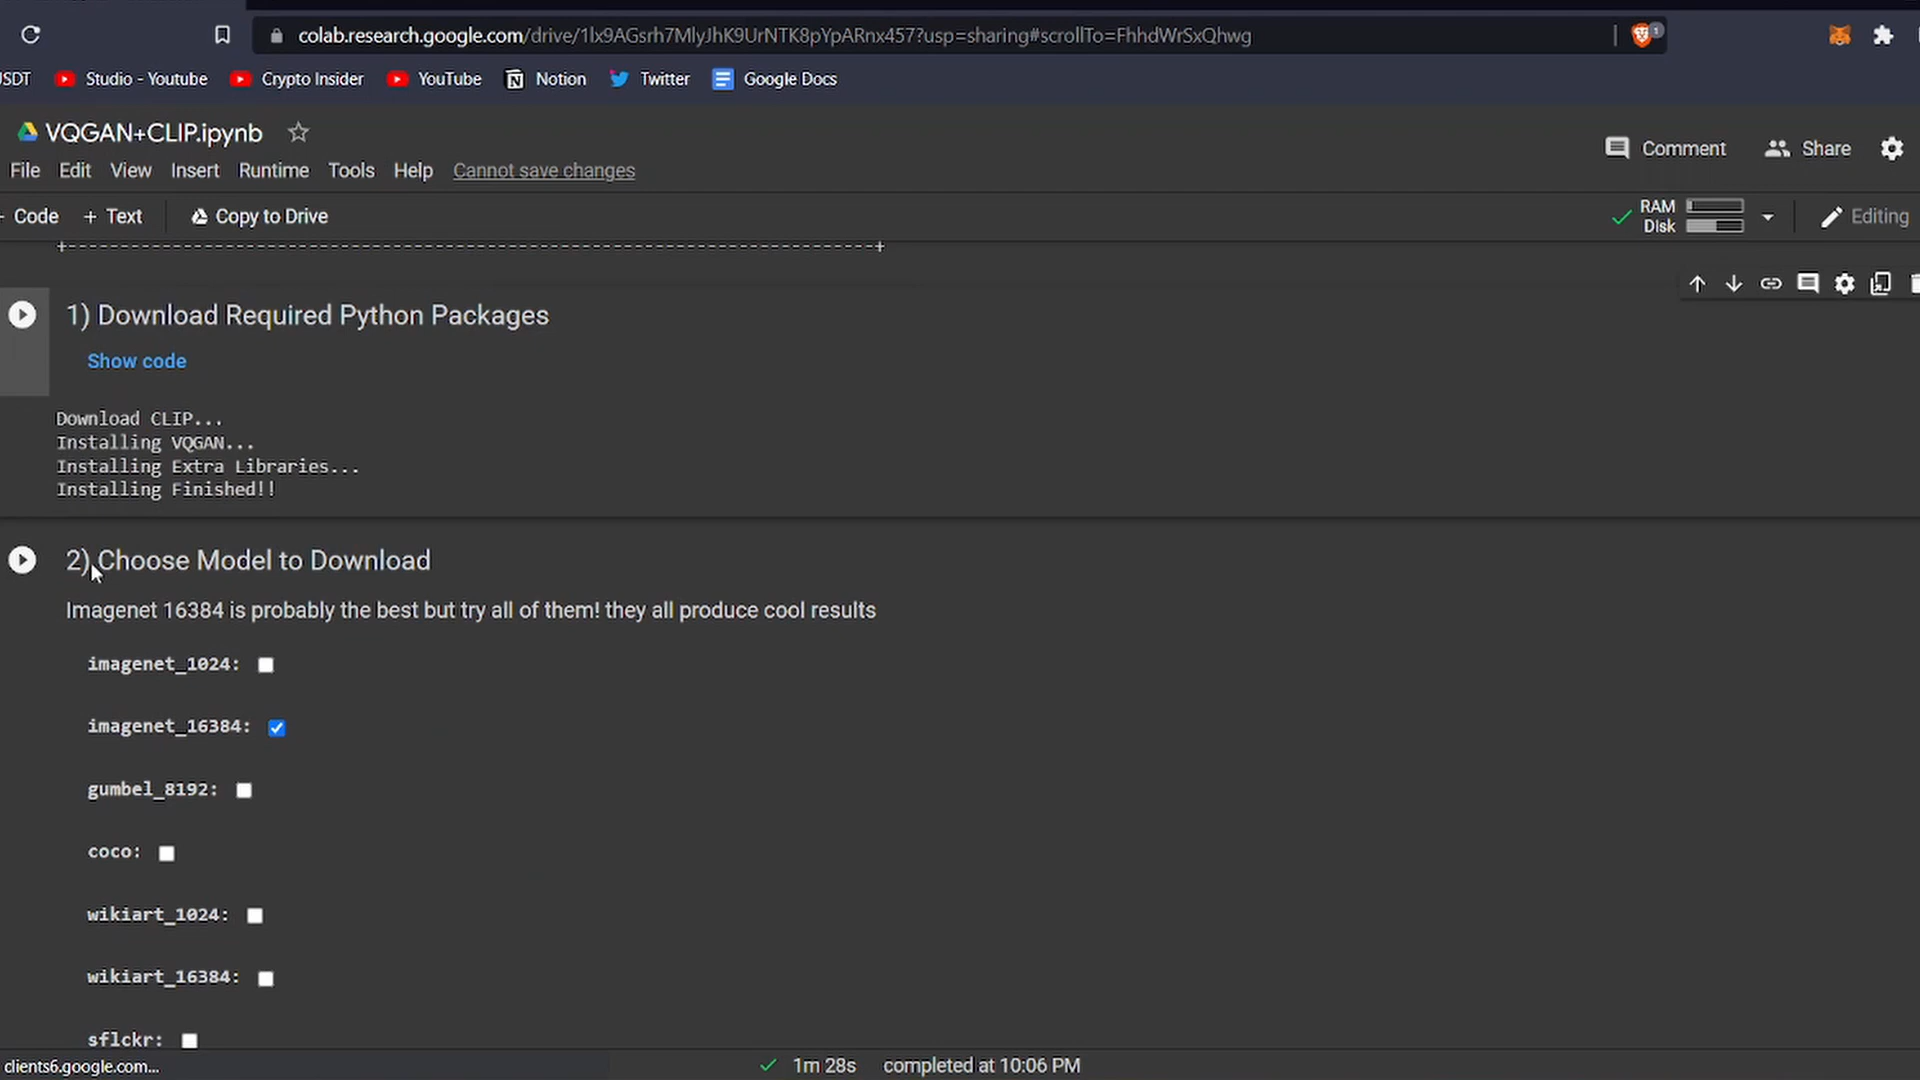 colab.research.google.com/drive/1lx9AGsrh7MlyJhK9UrNTK8pYpARnx457?usp=sharing#scrollTo=FhhdWrSxQhwg
1
SDT Studio - Youtube Crypto Insider YouTube Notion Twitter Google Docs
VQGAN+CLIP.ipynb
Comment Share
File Edit View Insert Runtime Tools Help Cannot save changes
Code + Text Copy to Drive
RAM
Disk
Editing
+-----------------------------------------------------------------------------+
1) Download Required Python Packages
Show code
Download CLIP...
Installing VQGAN...
Installing Extra Libraries...
Installing Finished!!
2) Choose Model to Download
Imagenet 16384 is probably the best but try all of them! they all produce cool results
imagenet_1024:
imagenet_16384:
gumbel_8192:
coco:
wikiart_1024:
wikiart_16384:
sflckr:
clients6.google.com...
1m 28s completed at 10:06 PM